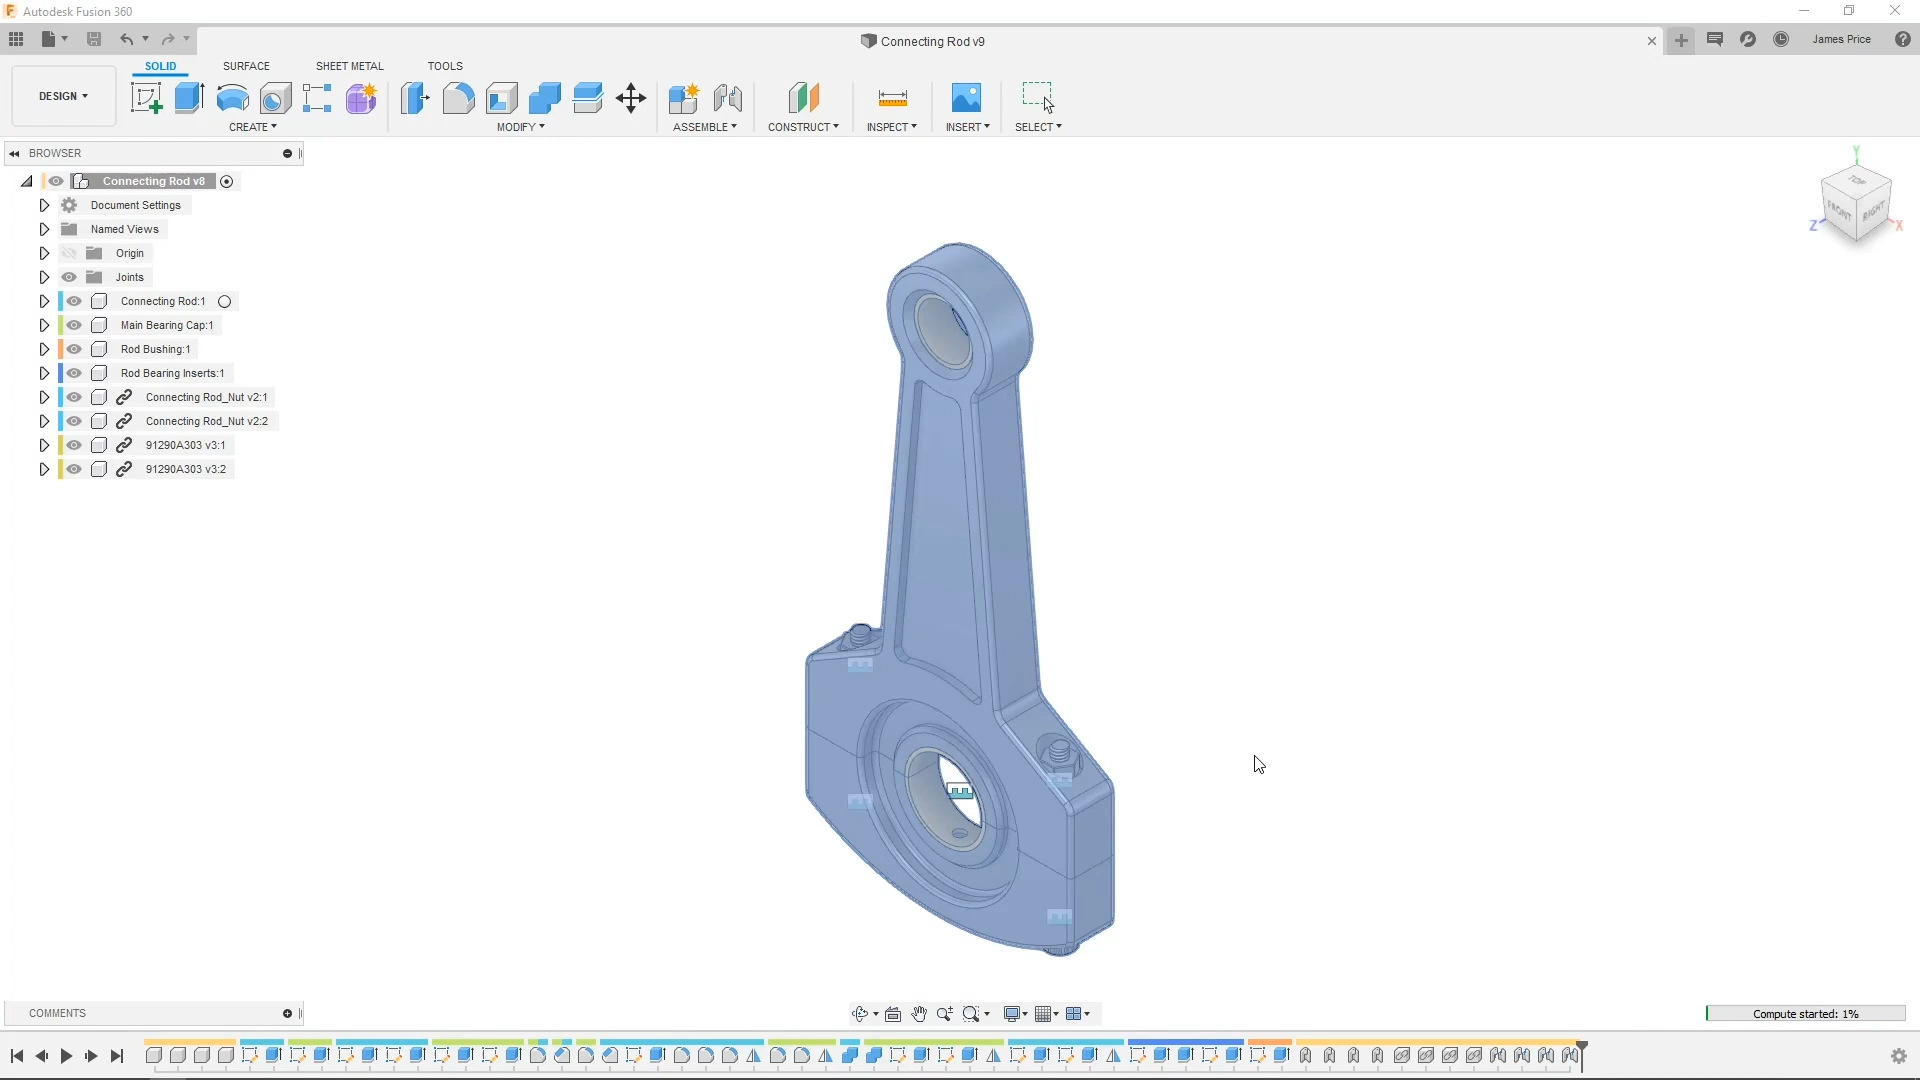 Autodesk Fusion 360
Connecting Rod v9
James Price
SOLID
SURFACE
SHEET METAL
TOOLS
DESIGN
CREATE
MODIFY
ASSEMBLE
CONSTRUCT
INSPECT
INSERT
SELECT
BROWSER
Connecting Rod v8
Document Settings
Named Views
Origin
Joints
Connecting Rod:1
Main Bearing Cap:1
Rod Bushing:1
Rod Bearing Inserts:1
Connecting Rod_Nut v2:1
Connecting Rod_Nut v2:2
91290A303 v3:1
91290A303 v3:2
Y
TOP
FRONT
RIGHT
Z
X
COMMENTS
Compute started: 1%